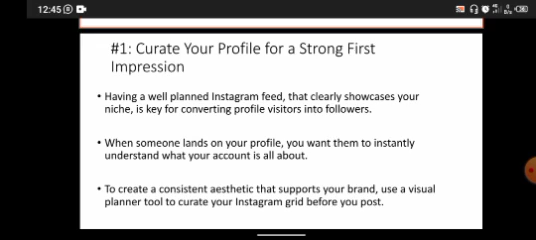 12:45
#1: Curate Your Profile for a Strong First
Impression
• Having a well planned Instagram feed, that clearly showcases your
niche, is key for converting profile visitors into followers.
• When someone lands on your profile, you want them to instantly
understand what your account is all about.
• To create a consistent aesthetic that supports your brand, use a visual
planner tool to curate your Instagram grid before you post.